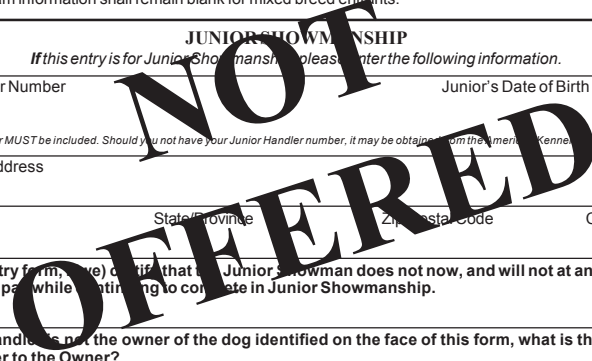 am information shall remain blank for mixed breed entrants.
JUNIOR SHOWMANSHIP
If this entry is for Junior Showmanship please enter the following information.
r Number Junior's Date of Birth
r MUST be included. Should you not have your Junior Handler number, it may be obtained from the American Kennel
ddress
State/Province Zip/Postal Code
try form, (we) certify that the Junior Showman does not now, and will not at an
pa while continuing to compete in Junior Showmanship.
andler is not the owner of the dog identified on the face of this form, what is th
er to the Owner?
NOT
OFFERED